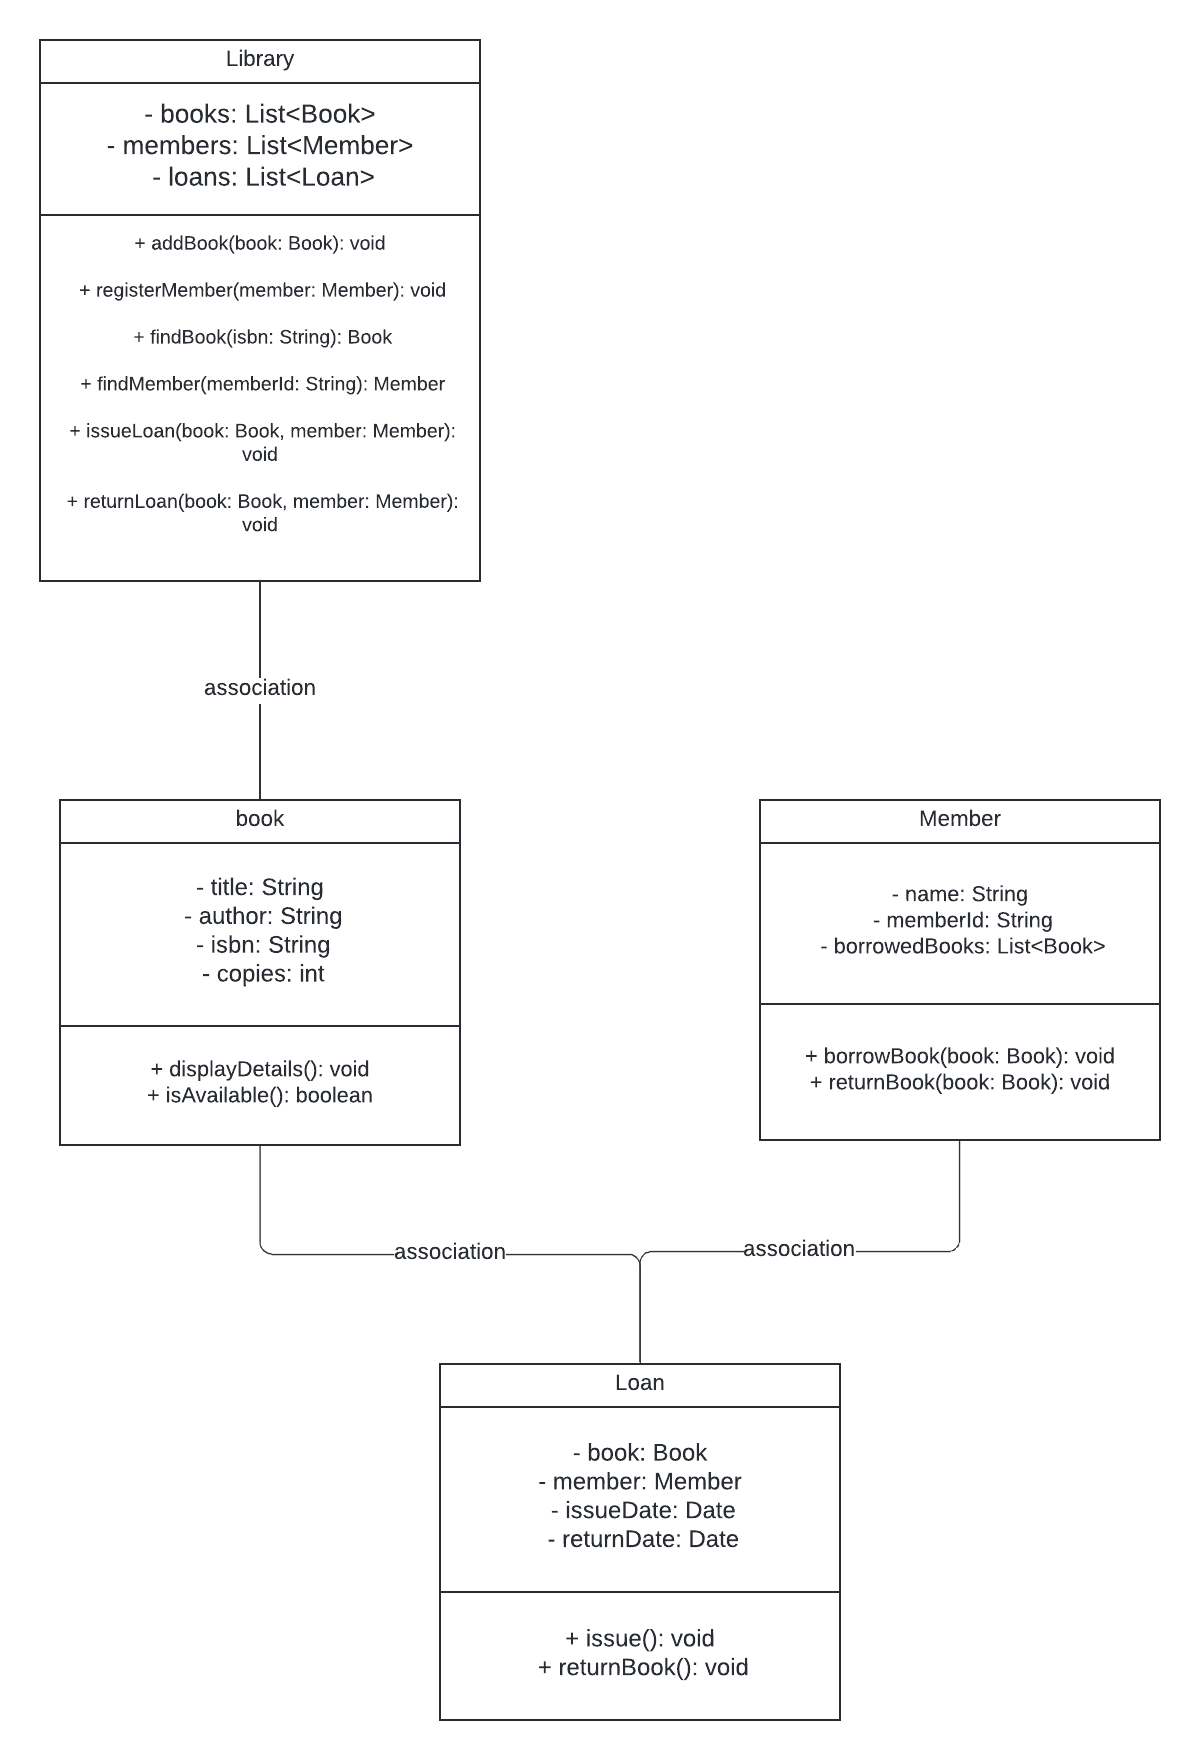 Library
- books: List<Book>
- members: List<Member>
- loans: List<Loan>
+ addBook(book: Book): void
+ registerMember(member: Member): void
+ findBook(isbn: String): Book
+ findMember(memberId: String): Member
+ issueLoan(book: Book, member: Member):
void
+ returnLoan(book: Book, member: Member):
void
association
book
- title: String
- author: String
- isbn: String
- copies: int
+ displayDetails(): void
+ isAvailable(): boolean
Member
- name: String
- memberId: String
- borrowedBooks: List<Book>
+ borrowBook(book: Book): void
+ returnBook(book: Book): void
association
association
Loan
- book: Book
- member: Member
- issueDate: Date
- returnDate: Date
+ issue(): void
+ returnBook(): void